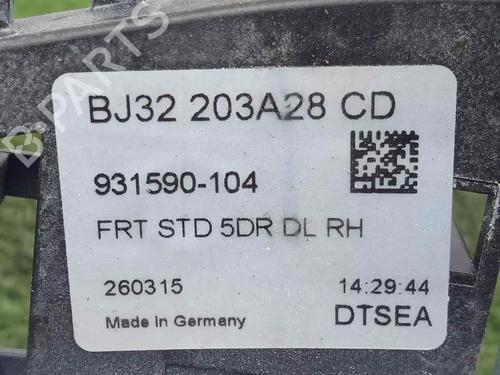 B-PARTS
BJ32 203A28 CD
931590-104
FRT STD 5DR DL RH
260315 14:29:44
Made in Germany DTSEA